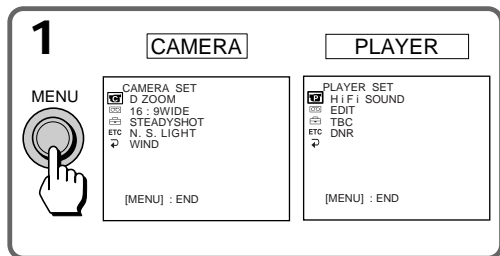 1
CAMERA
PLAYER
MENU
CAMERA SET
C D ZOOM
16 : 9WIDE
STEADYSHOT
ETC N. S. LIGHT
WIND
[MENU] : END
PLAYER SET
P HiFi SOUND
EDIT
TBC
ETC DNR
[MENU] : END